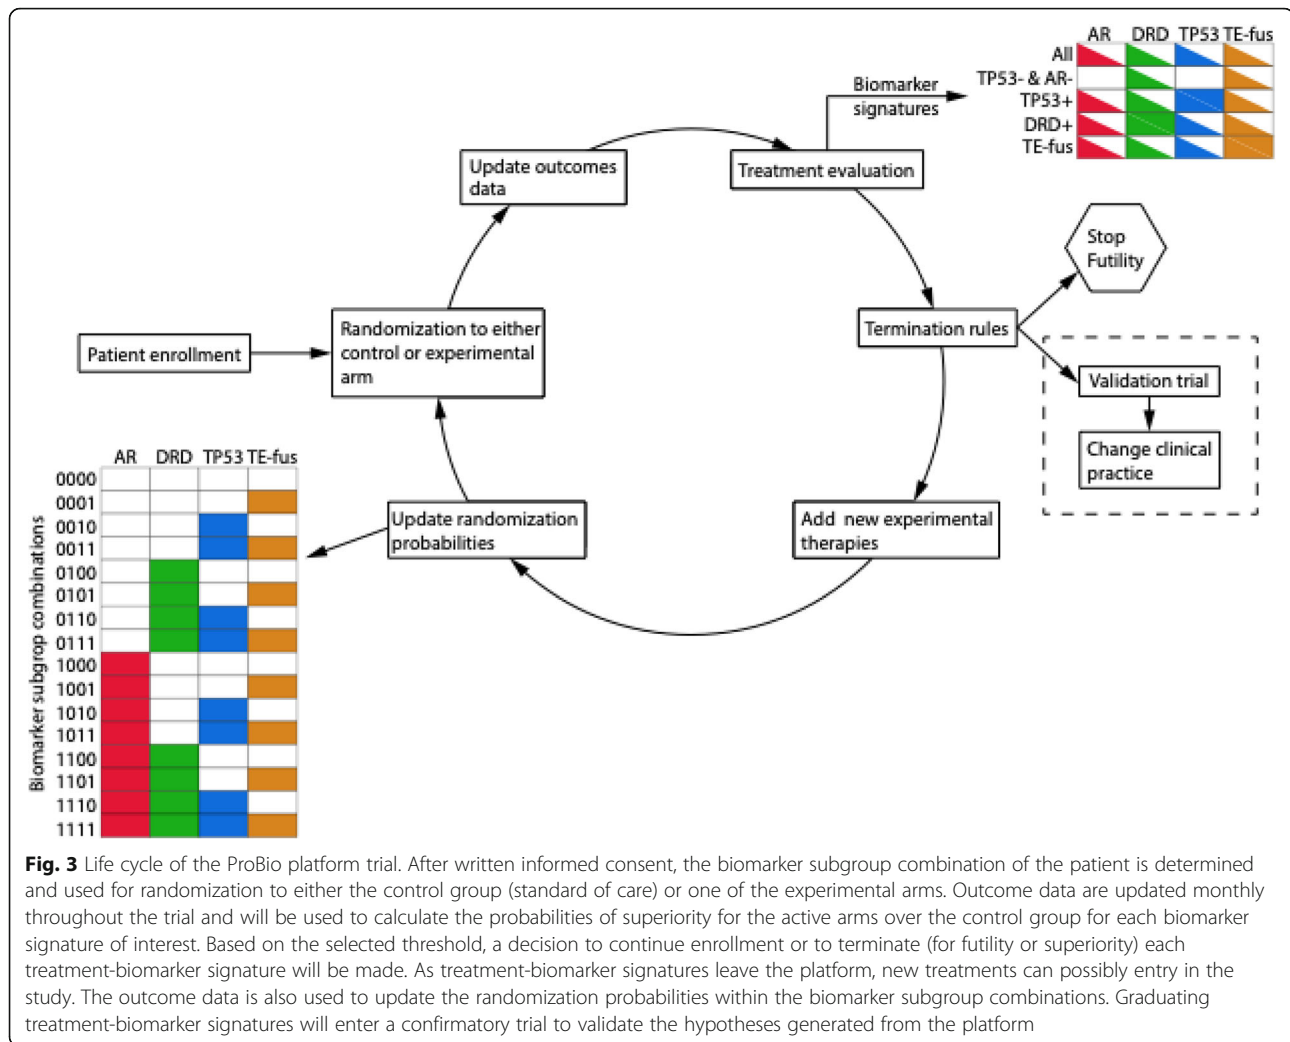 AR DRD TP53 TE-fus
All
TP53- & AR-
TP53+
DRD+
TE-fus
Biomarker
signatures
Update outcomes
data
Treatment evaluation
Stop
Futility
Termination rules
Patient enrollment
Randomization to either
control or experimental
arm
Validation trial
Change clinical
practice
Update randomization
probabilities
Add new experimental
therapies
AR DRD TP53 TE-fus
Biomarker subgrop combinations
0000
0001
0010
0011
0100
0101
0110
0111
1000
1001
1010
1011
1100
1101
1110
1111
Fig. 3 Life cycle of the ProBio platform trial. After written informed consent, the biomarker subgroup combination of the patient is determined
and used for randomization to either the control group (standard of care) or one of the experimental arms. Outcome data are updated monthly
throughout the trial and will be used to calculate the probabilities of superiority for the active arms over the control group for each biomarker
signature of interest. Based on the selected threshold, a decision to continue enrollment or to terminate (for futility or superiority) each
treatment-biomarker signature will be made. As treatment-biomarker signatures leave the platform, new treatments can possibly entry in the
study. The outcome data is also used to update the randomization probabilities within the biomarker subgroup combinations. Graduating
treatment-biomarker signatures will enter a confirmatory trial to validate the hypotheses generated from the platform